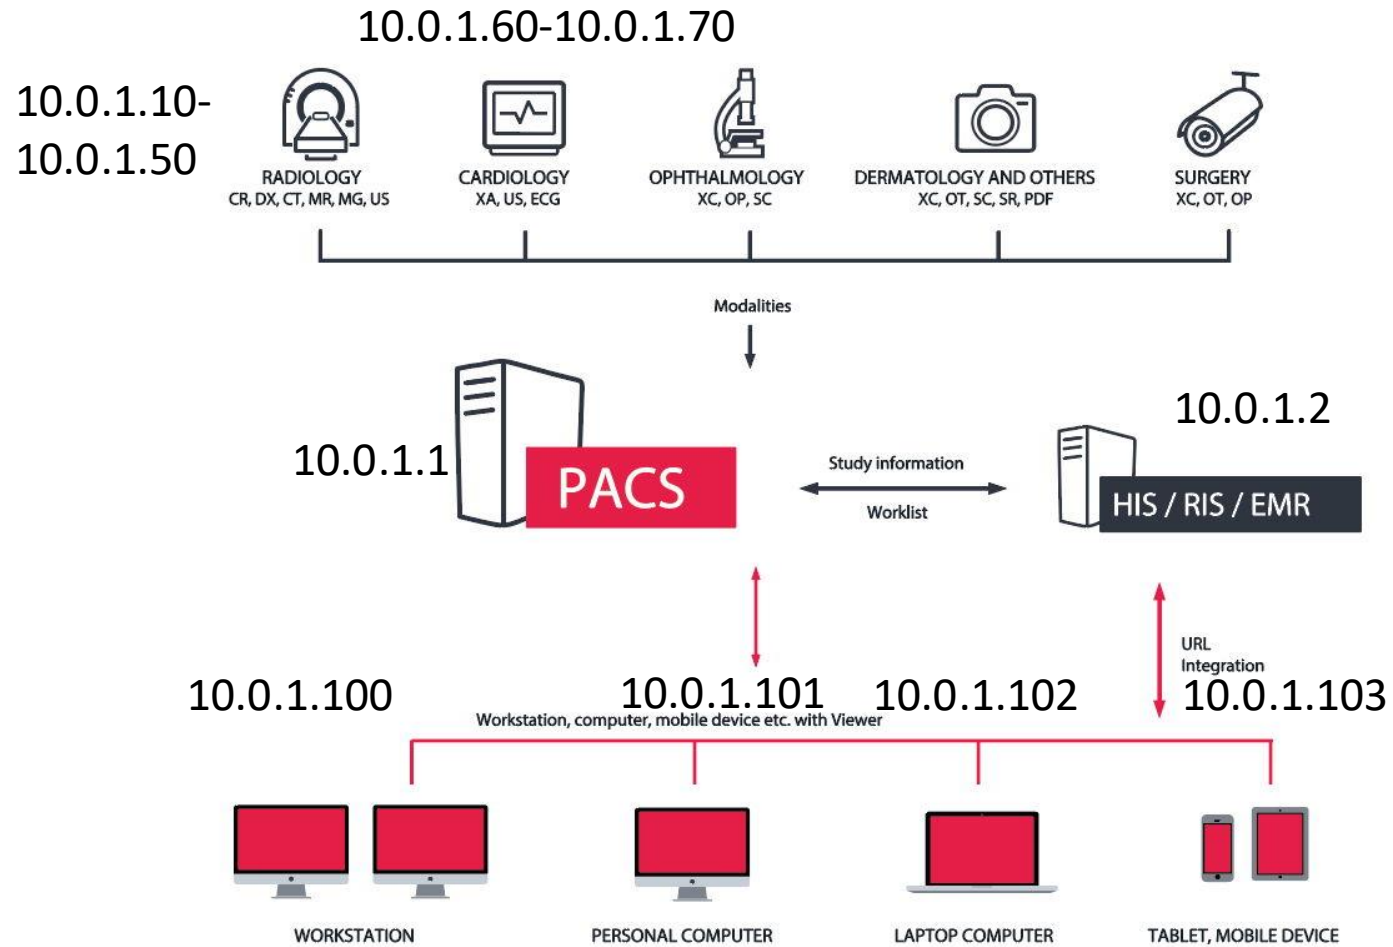 10.0.1.60-10.0.1.70
10.0.1.10-
10.0.1.50
RADIOLOGY
CR, DX, CT, MR, MG, US
CARDIOLOGY
XA, US, ECG
OPHTHALMOLOGY
XC, OP, SC
DERMATOLOGY AND OTHERS
XC, OT, SC, SR, PDF
SURGERY
XC, OT, OP
Modalities
10.0.1.1
PACS
Study information
Worklist
10.0.1.2
HIS / RIS / EMR
URL
Integration
10.0.1.100
10.0.1.101
10.0.1.102
10.0.1.103
Workstation, computer, mobile device etc. with Viewer
WORKSTATION
PERSONAL COMPUTER
LAPTOP COMPUTER
TABLET, MOBILE DEVICE